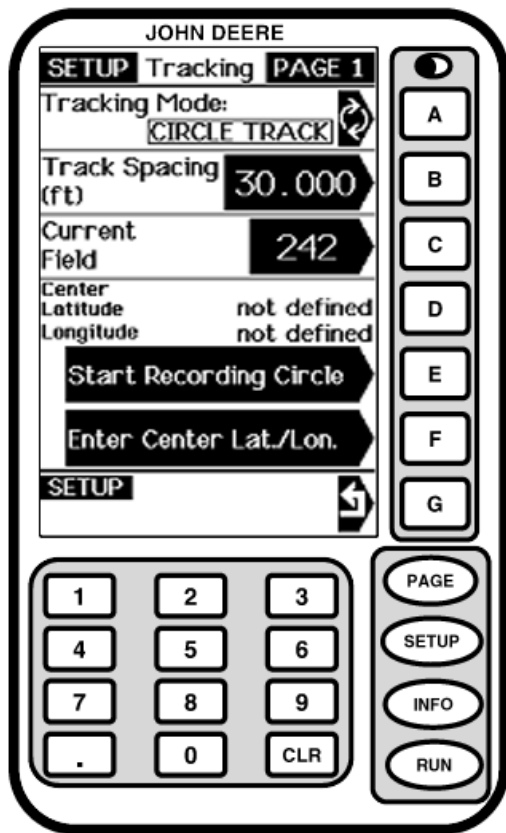 JOHN DEERE
SETUP Tracking PAGE 1
Tracking Mode:
CIRCLE TRACK
Track Spacing
(ft)
30.000
Current
Field
242
Center
Latitude not defined
Longitude not defined
Start Recording Circle
Enter Center Lat./Lon.
SETUP
A
B
C
D
E
F
G
PAGE
SETUP
INFO
RUN
1 2 3
4 5 6
7 8 9
. 0 CLR